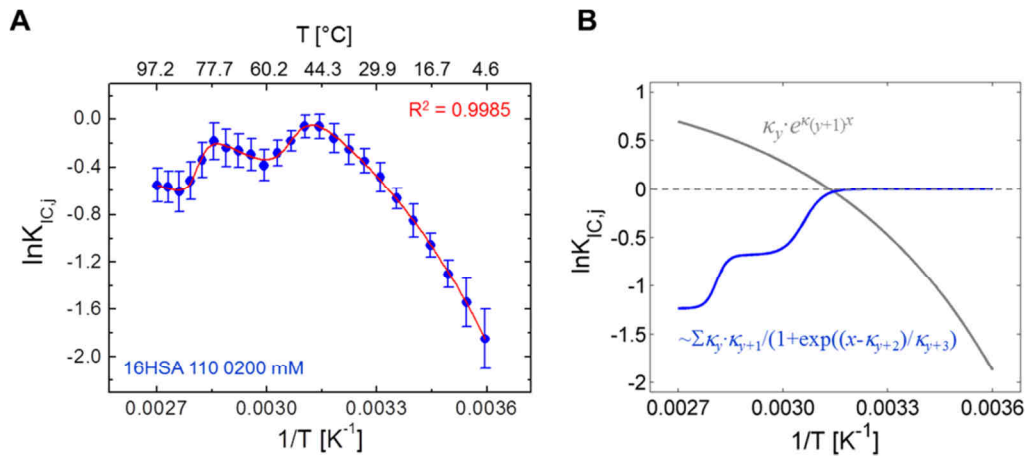 A
T [°C]
97.2 77.7 60.2 44.3 29.9 16.7 4.6
R² = 0.9985
0.0
-0.4
-0.8
-1.2
-1.6
-2.0
lnK_IC,j
16HSA 110 0200 mM
0.0027 0.0030 0.0033 0.0036
1/T [K⁻¹]
B
1
0.5
0
-0.5
-1
-1.5
-2
lnK_IC,j
κ_y·e^κ(y+1)^x
~Σκ_y·κ_y+1/(1+exp((x-κ_y+2)/κ_y+3)
0.0027 0.0030 0.0033 0.0036
1/T [K⁻¹]